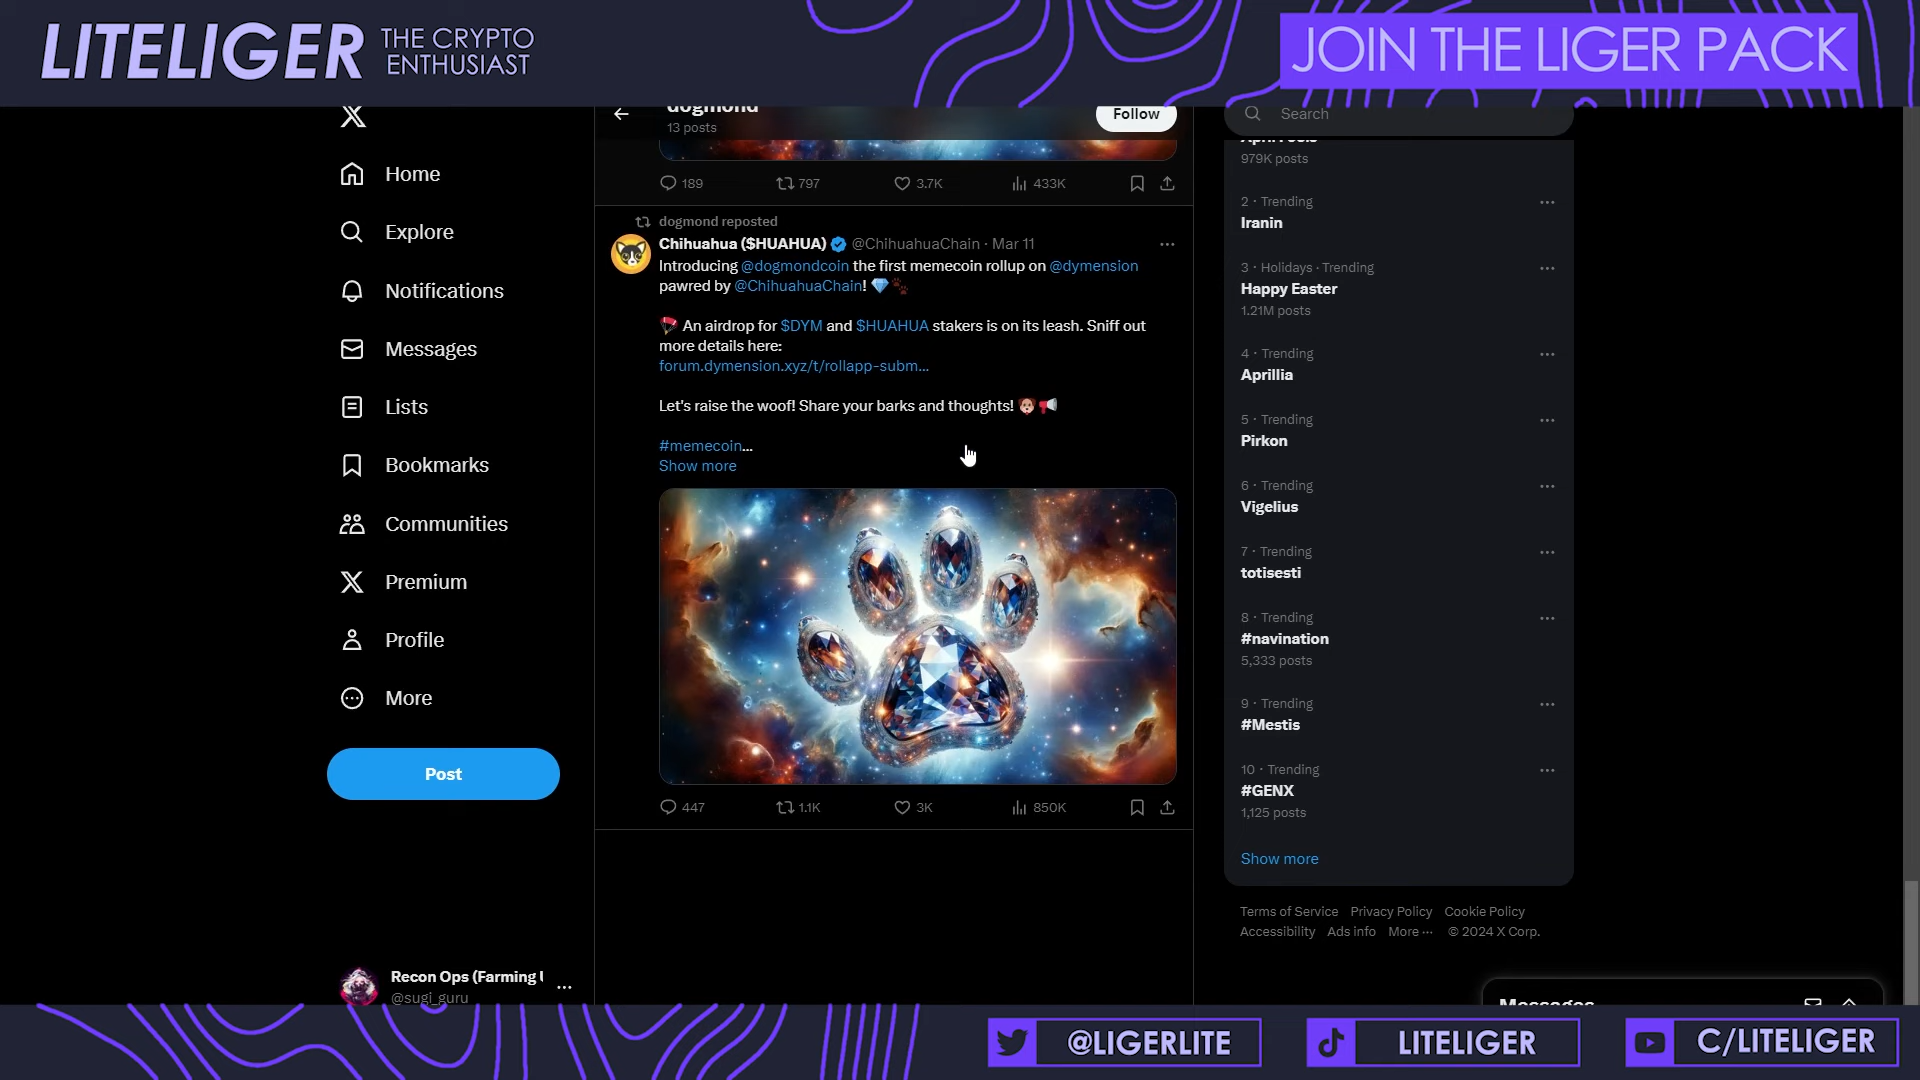 LITELIGER
THE CRYPTO
ENTHUSIAST
JOIN THE LIGER PACK
Home
Explore
Notifications
Messages
Lists
Bookmarks
Communities
Premium
Profile
More
Post
Recon Ops (Farming
@sugi_guru
dogmond
13 posts
Follow
189
797
3.7K
433K
dogmond reposted
Chihuahua ($HUAHUA) @ChihuahuaChain · Mar 11
Introducing @dogmondcoin the first memecoin rollup on @dymension
pawred by @ChihuahuaChain! 💎🐾
🪂 An airdrop for $DYM and $HUAHUA stakers is on its leash. Sniff out
more details here:
forum.dymension.xyz/t/rollapp-subm…
Let's raise the woof! Share your barks and thoughts! 🐶📢
#memecoin…
Show more
447
1.1K
3K
850K
Search
April Fools
979K posts
2 · Trending
Iranin
3 · Holidays · Trending
Happy Easter
1.21M posts
4 · Trending
Aprillia
5 · Trending
Pirkon
6 · Trending
Vigelius
7 · Trending
totisesti
8 · Trending
#navination
5,333 posts
9 · Trending
#Mestis
10 · Trending
#GENX
1,125 posts
Show more
Terms of Service Privacy Policy Cookie Policy
Accessibility Ads info More ··· © 2024 X Corp.
Messages
@LIGERLITE
LITELIGER
C/LITELIGER